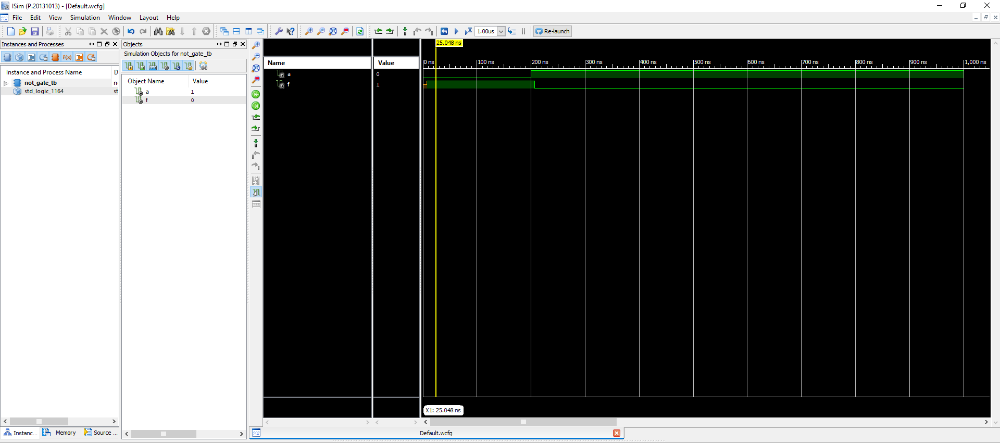 ISim (P.20131013) - [Default.wcfg]
File Edit View Simulation Window Layout Help
1.00us
Re-launch
Instances and Processes
Instance and Process Name D
not_gate_tb
std_logic_1164 st
Instanc... Memory Source ...
Objects
Simulation Objects for not_gate_tb
Object Name Value
a 1
f 0
Name Value
a 0
f 1
25.048 ns
0 ns 100 ns 200 ns 300 ns 400 ns 500 ns 600 ns 700 ns 800 ns 900 ns 1,000 ns
X1: 25.048 ns
Default.wcfg